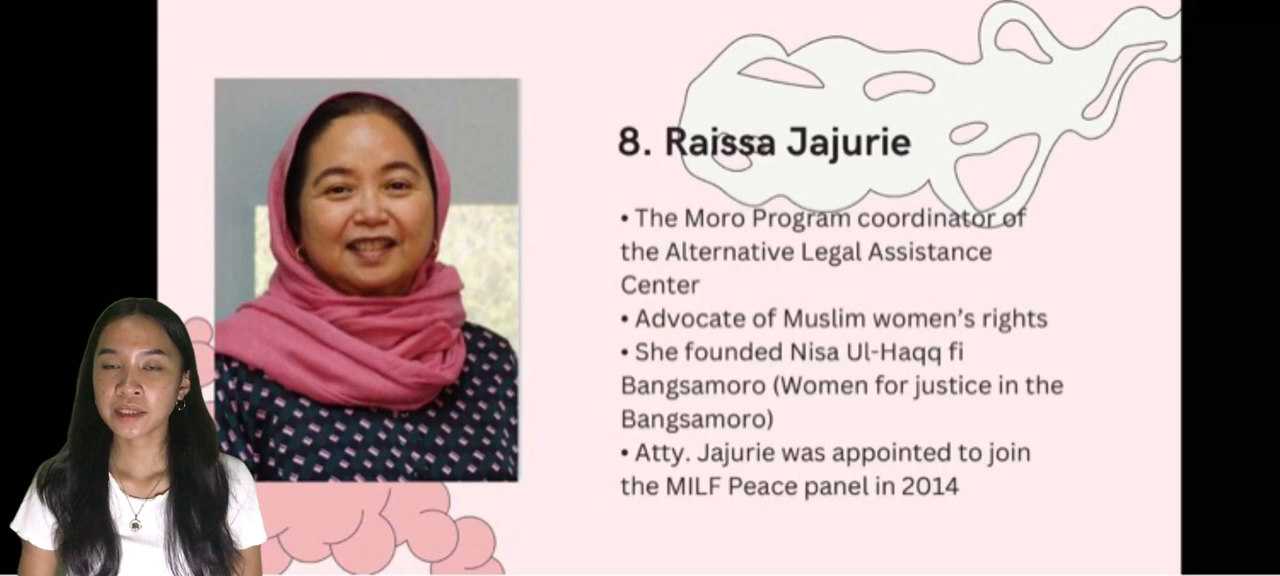 8. Raissa Jajurie
• The Moro Program coordinator of
the Alternative Legal Assistance
Center
• Advocate of Muslim women's rights
• She founded Nisa Ul-Haqq fi
Bangsamoro (Women for justice in the
Bangsamoro)
• Atty. Jajurie was appointed to join
the MILF Peace panel in 2014